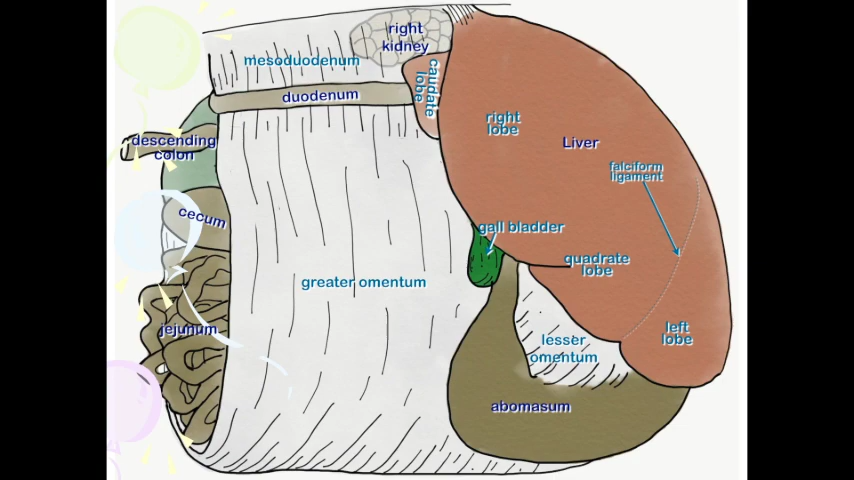 right
kidney
mesoduodenum
duodenum
caudate
lobe
descending
colon
right
lobe
Liver
falciform
ligament
cecum
gall bladder
quadrate
lobe
greater omentum
jejunum
lesser
omentum
left
lobe
abomasum